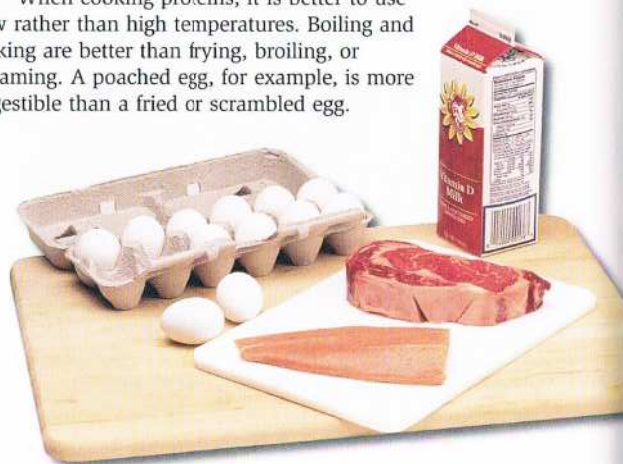 When cooking proteins, it is better to use
w rather than high temperatures. Boiling and
king are better than frying, broiling, or
aming. A poached egg, for example, is more
gestible than a fried or scrambled egg.
Vitamin D
Milk